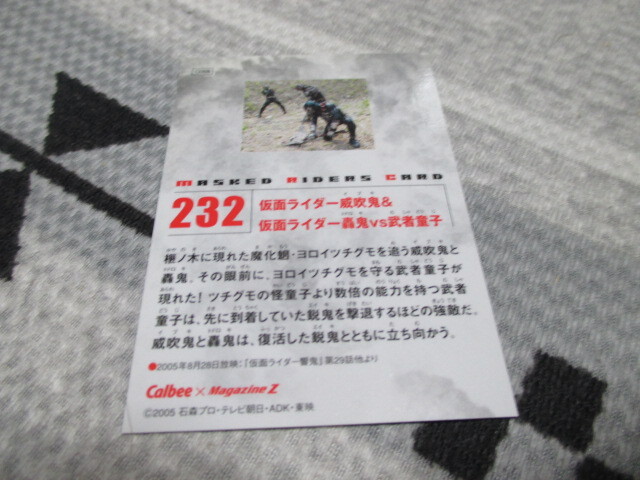 MASKED RIDERS CARD
232
仮面ライダー威吹鬼&
仮面ライダー轟鬼vs武者童子
ノ木に現れた魔化魍・ヨロイツチグモを追う威吹鬼と
轟鬼。その眼前に、ヨロイツチグモを守る武者童子が
現れた!ツチグモの怪童子より数倍の能力を持つ武者
童子は、先に到着していた鋭鬼を撃退するほどの強敵だ。
威吹鬼と轟鬼は、復活した鋭鬼とともに立ち向かう。
●2005年8月28日放映:「仮面ライダー響鬼」第29話他より
Calbee × Magazine Z
©2005 石森プロ・テレビ朝日・ADK・東映